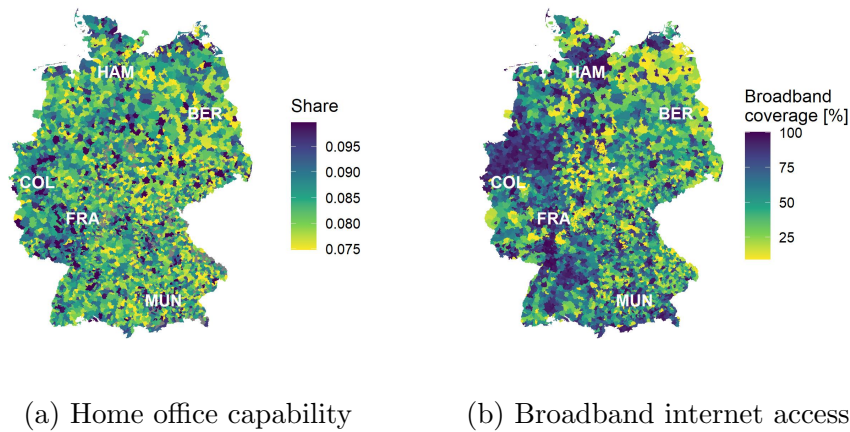 HAM
BER
COL
FRA
MUN
Share
0.095
0.090
0.085
0.080
0.075
HAM
BER
COL
FRA
MUN
Broadband
coverage [%]
100
75
50
25
(a) Home office capability
(b) Broadband internet access